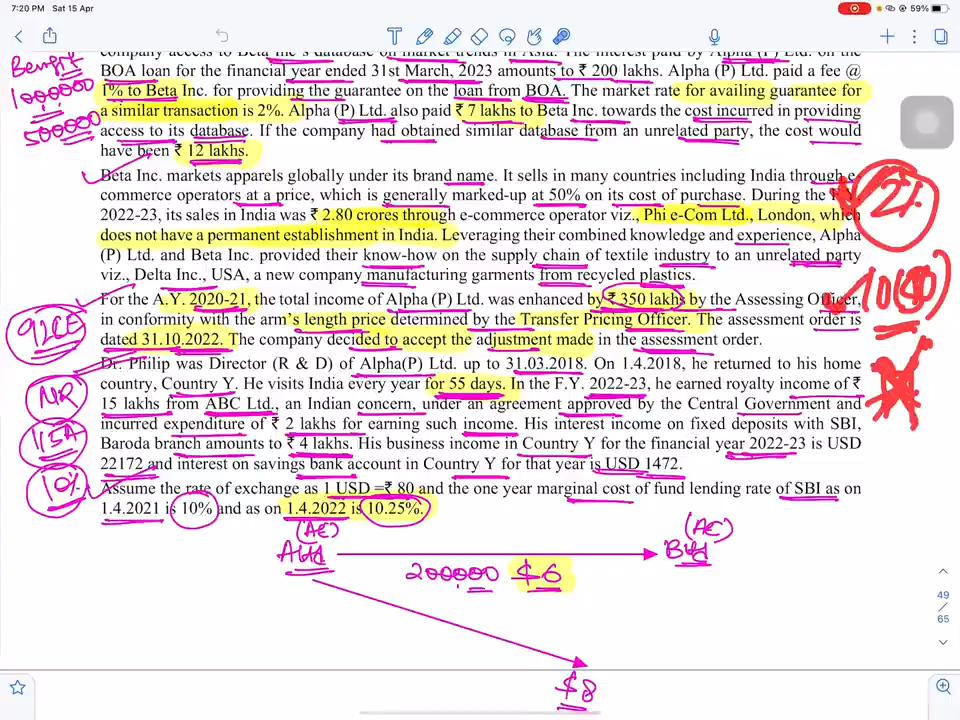 7:20 PM Sat 15 Apr
59%
company access to Beta Inc's database on market trends in Asia. The interest paid by Alpha (P) Ltd. on the
BOA loan for the financial year ended 31st March, 2023 amounts to ₹ 200 lakhs. Alpha (P) Ltd. paid a fee @
1% to Beta Inc. for providing the guarantee on the loan from BOA. The market rate for availing guarantee for
a similar transaction is 2%. Alpha (P) Ltd. also paid ₹ 7 lakhs to Beta Inc. towards the cost incurred in providing
access to its database. If the company had obtained similar database from an unrelated party, the cost would
have been ₹ 12 lakhs.
Beta Inc. markets apparels globally under its brand name. It sells in many countries including India through e-
commerce operators at a price, which is generally marked-up at 50% on its cost of purchase. During the F.Y.
2022-23, its sales in India was ₹ 2.80 crores through e-commerce operator viz., Phi e-Com Ltd., London, which
does not have a permanent establishment in India. Leveraging their combined knowledge and experience, Alpha
(P) Ltd. and Beta Inc. provided their know-how on the supply chain of textile industry to an unrelated party
viz., Delta Inc., USA, a new company manufacturing garments from recycled plastics.
For the A.Y. 2020-21, the total income of Alpha (P) Ltd. was enhanced by ₹ 350 lakhs by the Assessing Officer,
in conformity with the arm's length price determined by the Transfer Pricing Officer. The assessment order is
dated 31.10.2022. The company decided to accept the adjustment made in the assessment order.
Dr. Philip was Director (R & D) of Alpha(P) Ltd. up to 31.03.2018. On 1.4.2018, he returned to his home
country, Country Y. He visits India every year for 55 days. In the F.Y. 2022-23, he earned royalty income of ₹
15 lakhs from ABC Ltd., an Indian concern, under an agreement approved by the Central Government and
incurred expenditure of ₹ 2 lakhs for earning such income. His interest income on fixed deposits with SBI,
Baroda branch amounts to ₹ 4 lakhs. His business income in Country Y for the financial year 2022-23 is USD
22172 and interest on savings bank account in Country Y for that year is USD 1472.
Assume the rate of exchange as 1 USD =₹ 80 and the one year marginal cost of fund lending rate of SBI as on
1.4.2021 is 10% and as on 1.4.2022 is 10.25%.
Benefit
1000000
500000
92CE
NR
115A
10%
2%
(AE)
A Ltd
200000 $6
(AE)
B Ltd
$8
49
/
65